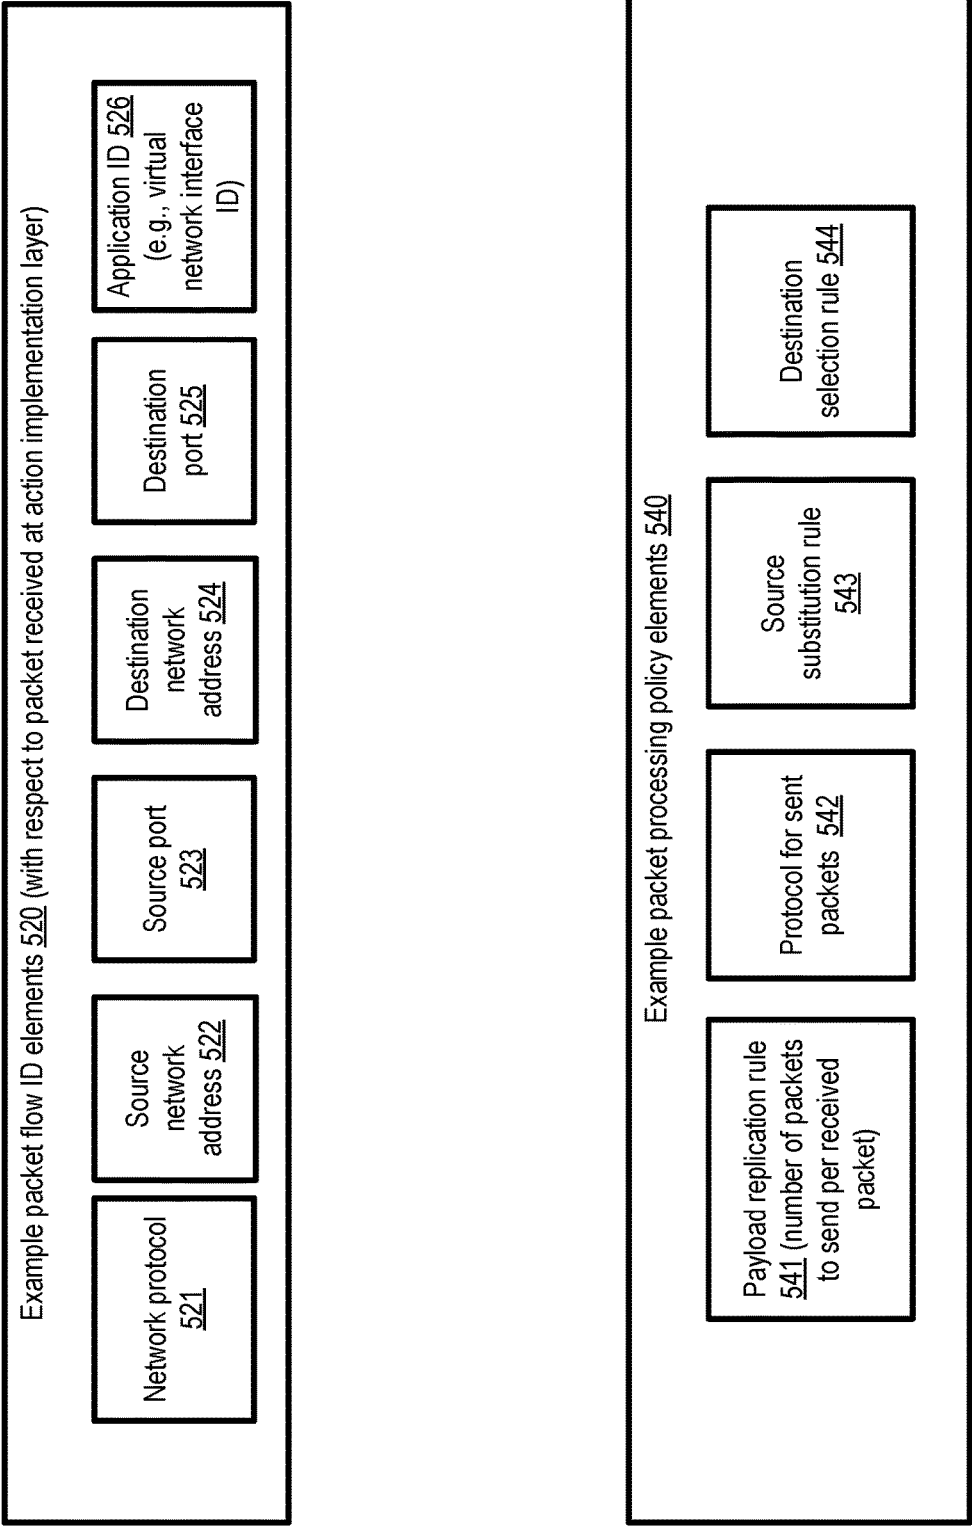 Example packet flow ID elements 520 (with respect to packet received at action implementation layer)
Network protocol
521
Source
network
address 522
Source port
523
Destination
network
address 524
Destination
port 525
Application ID 526
(e.g., virtual
network interface
ID)
Example packet processing policy elements 540
Payload replication rule
541 (number of packets
to send per received
packet)
Protocol for sent
packets 542
Source
substitution rule
543
Destination
selection rule 544